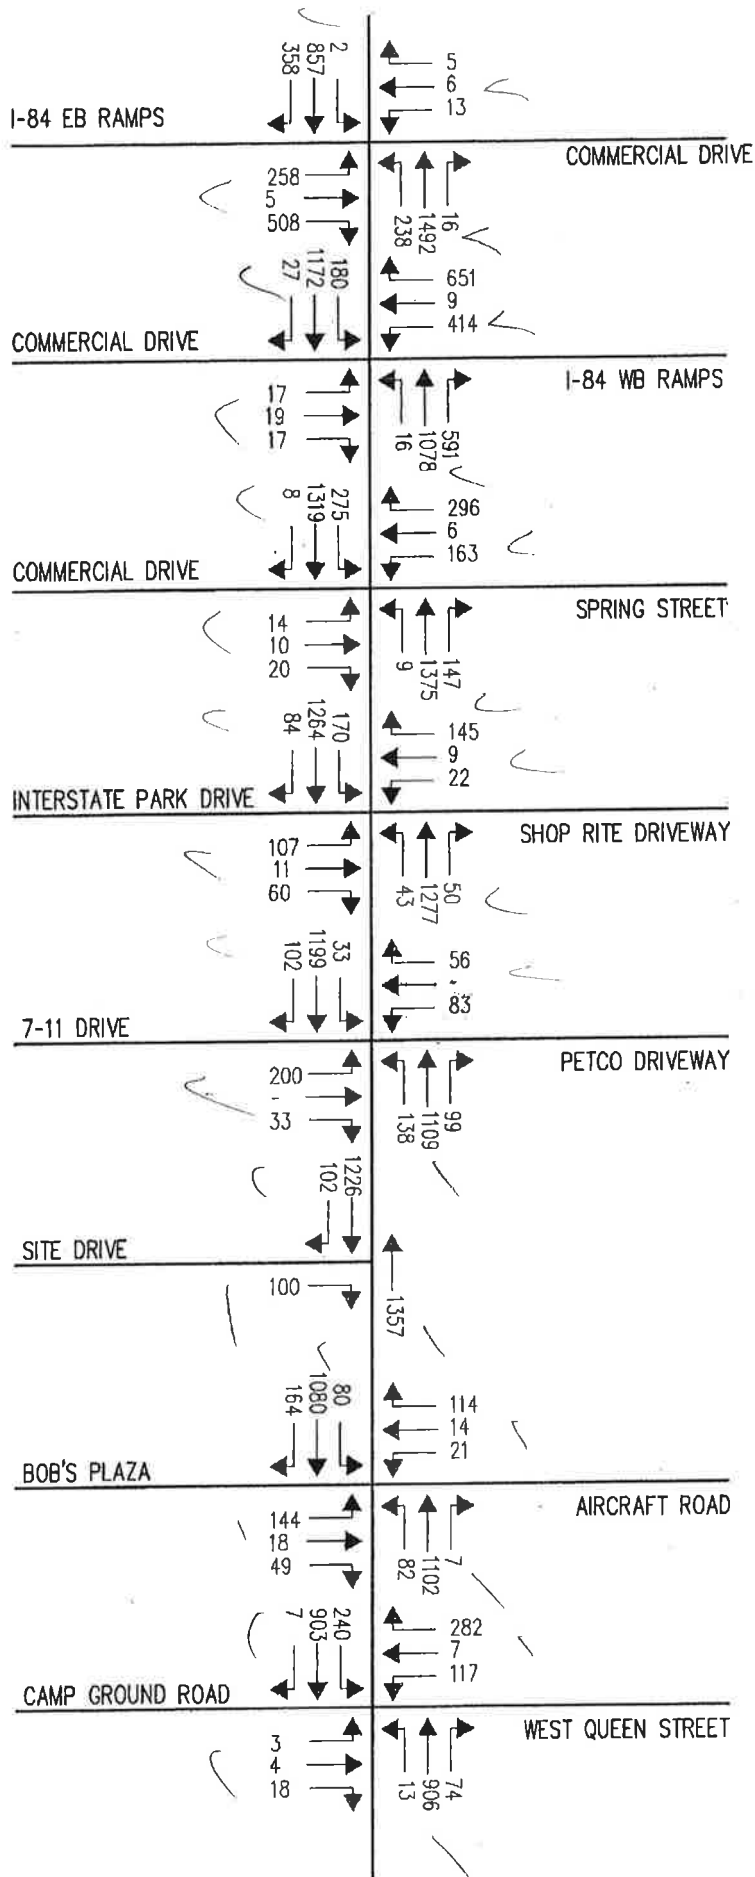 358 857 2
5
6
13
I-84 EB RAMPS
COMMERCIAL DRIVE
258
5
508
238 1492 16
27 1172 180
651
9
414
COMMERCIAL DRIVE
I-84 WB RAMPS
17
19
17
16 1078 591
8 1319 275
296
6
163
COMMERCIAL DRIVE
SPRING STREET
14
10
20
9 1375 147
84 1264 170
145
9
22
INTERSTATE PARK DRIVE
SHOP RITE DRIVEWAY
107
11
60
43 1277 50
102 1199 33
56
-
83
7-11 DRIVE
PETCO DRIVEWAY
200
-
33
138 1109 99
102 1226
SITE DRIVE
100
1357
164 1080 80
114
14
21
BOB'S PLAZA
AIRCRAFT ROAD
144
18
49
82 1102 7
7 903 240
282
7
117
CAMP GROUND ROAD
WEST QUEEN STREET
3
4
18
13 906 74